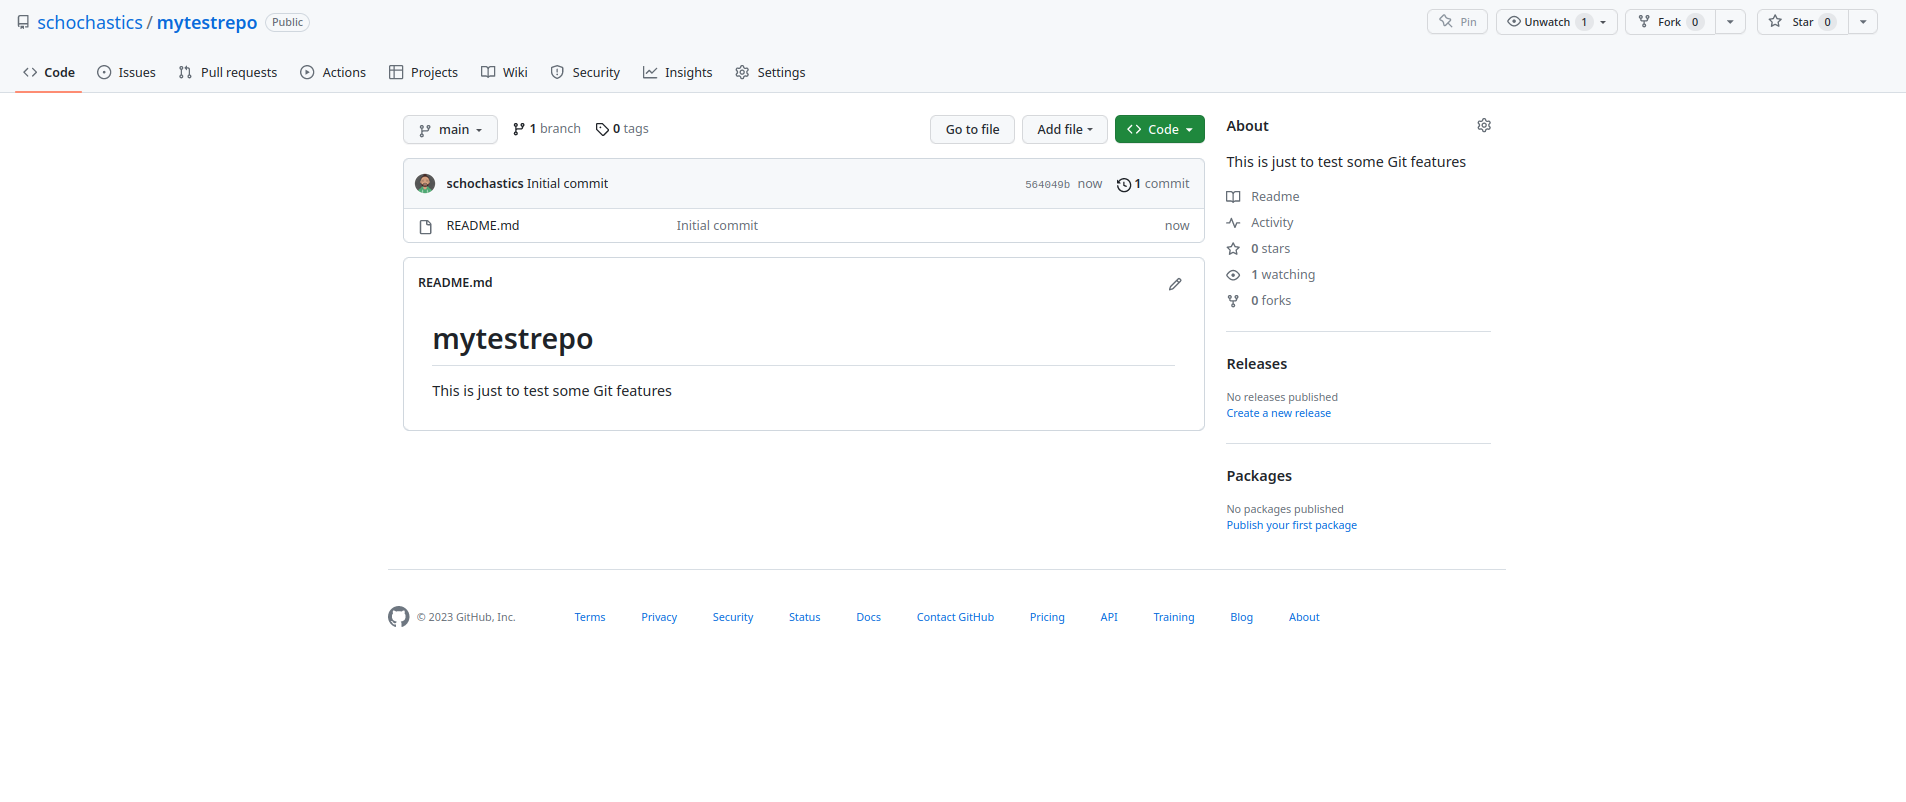 schochastics / mytestrepo Public Pin Unwatch 1 Fork 0 Star 0
Code Issues Pull requests Actions Projects Wiki Security Insights Settings
main 1 branch 0 tags Go to file Add file Code
schochastics Initial commit 564049b now 1 commit
README.md Initial commit now
README.md
mytestrepo
This is just to test some Git features
About
This is just to test some Git features
Readme
Activity
0 stars
1 watching
0 forks
Releases
No releases published
Create a new release
Packages
No packages published
Publish your first package
© 2023 GitHub, Inc. Terms Privacy Security Status Docs Contact GitHub Pricing API Training Blog About